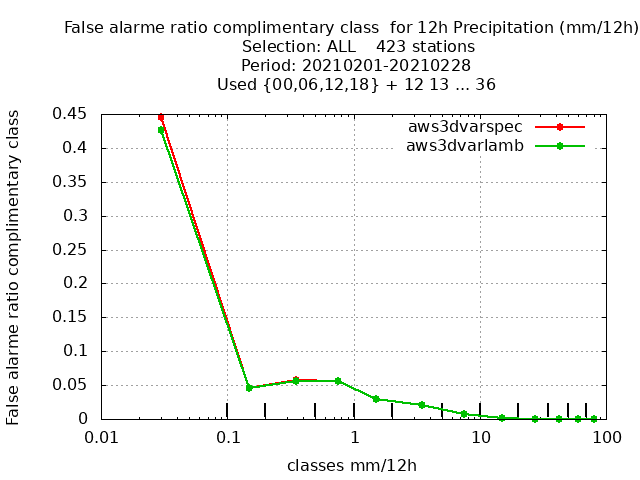 False alarme ratio complimentary class  for 12h Precipitation (mm/12h)
Selection: ALL    423 stations
Period: 20210201-20210228
Used {00,06,12,18} + 12 13 ... 36
False alarme ratio complimentary class
0.45
0.4
0.35
0.3
0.25
0.2
0.15
0.1
0.05
0
aws3dvarspec
aws3dvarlamb
0.01
0.1
1
10
100
classes mm/12h